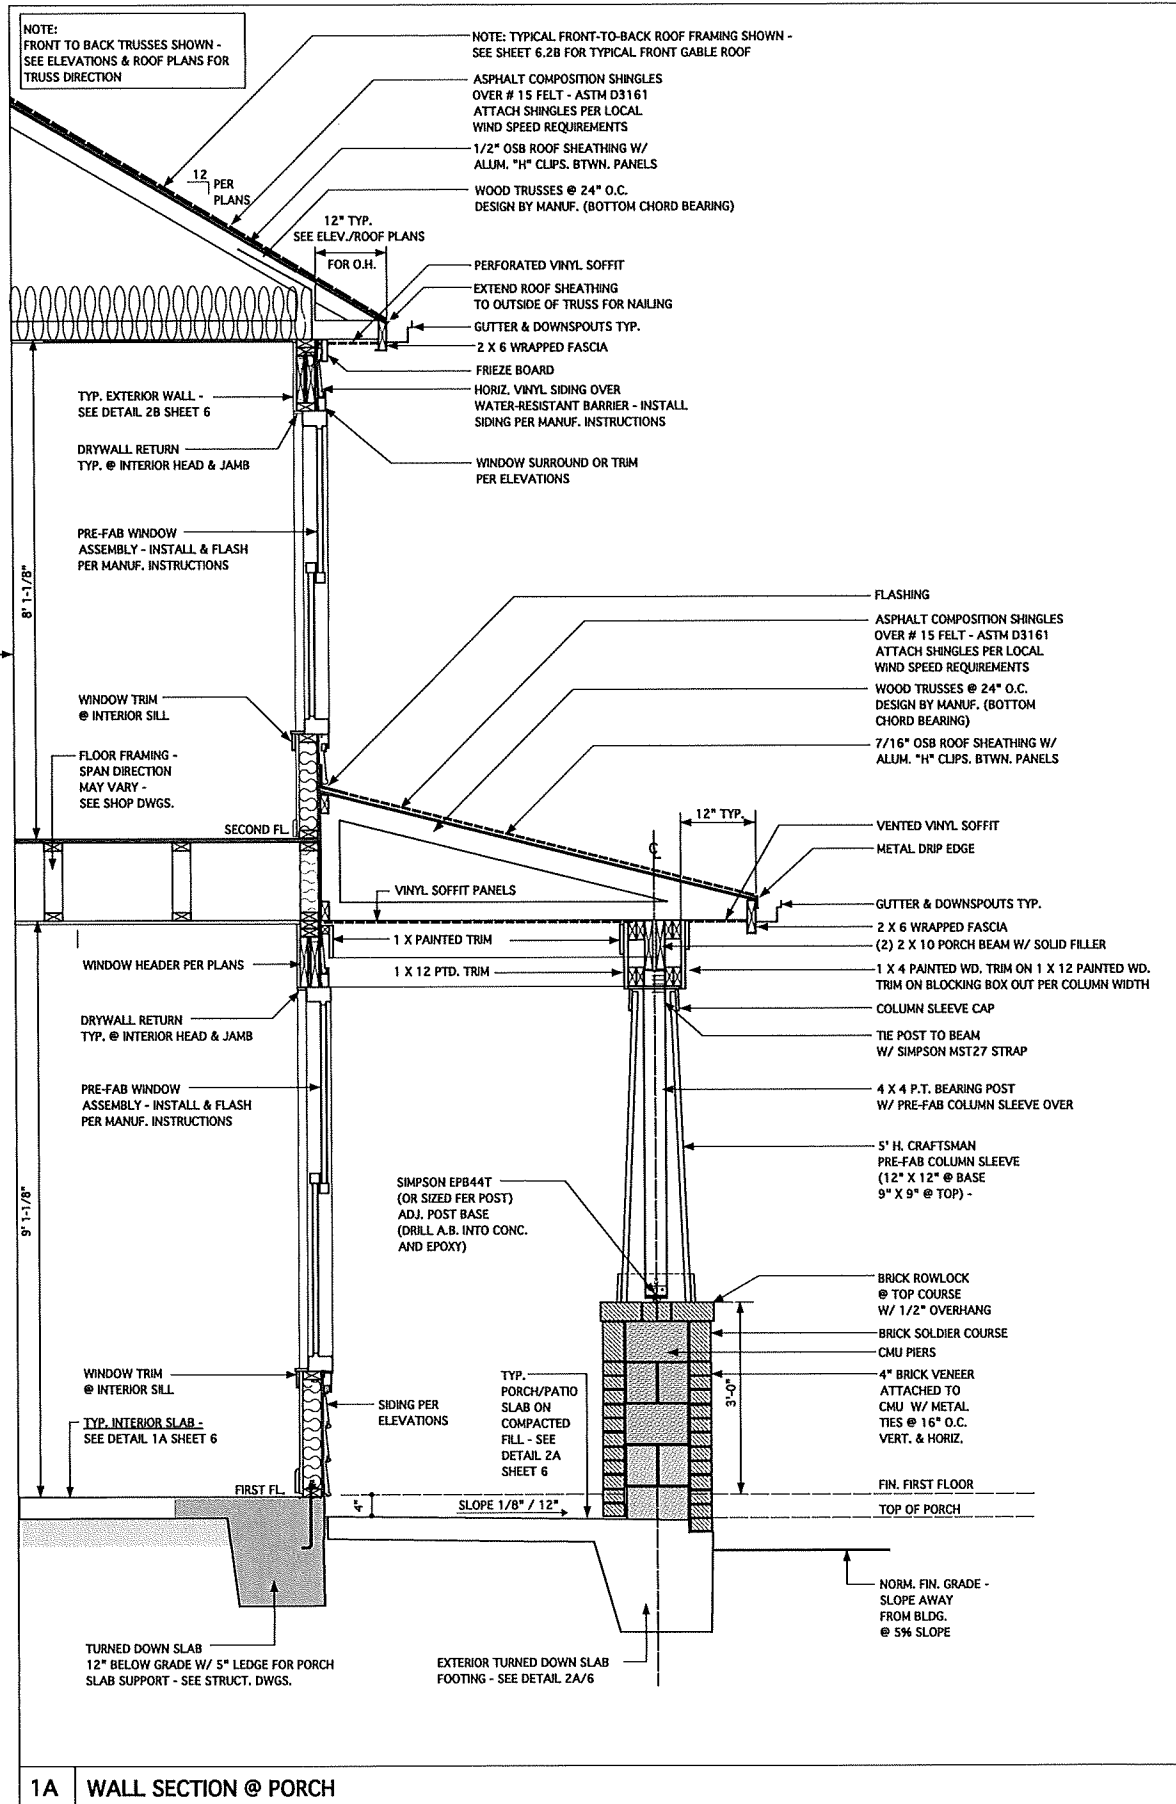 NOTE:
FRONT TO BACK TRUSSES SHOWN -
SEE ELEVATIONS & ROOF PLANS FOR
TRUSS DIRECTION
NOTE: TYPICAL FRONT-TO-BACK ROOF FRAMING SHOWN -
SEE SHEET 6.2B FOR TYPICAL FRONT GABLE ROOF
ASPHALT COMPOSITION SHINGLES
OVER # 15 FELT - ASTM D3161
ATTACH SHINGLES PER LOCAL
WIND SPEED REQUIREMENTS
1/2" OSB ROOF SHEATHING W/
ALUM. "H" CLIPS. BTWN. PANELS
12
PER
PLANS
WOOD TRUSSES @ 24" O.C.
DESIGN BY MANUF. (BOTTOM CHORD BEARING)
12" TYP.
SEE ELEV./ROOF PLANS
FOR O.H.
PERFORATED VINYL SOFFIT
EXTEND ROOF SHEATHING
TO OUTSIDE OF TRUSS FOR NAILING
GUTTER & DOWNSPOUTS TYP.
2 X 6 WRAPPED FASCIA
FRIEZE BOARD
HORIZ. VINYL SIDING OVER
WATER-RESISTANT BARRIER - INSTALL
SIDING PER MANUF. INSTRUCTIONS
WINDOW SURROUND OR TRIM
PER ELEVATIONS
TYP. EXTERIOR WALL -
SEE DETAIL 2B SHEET 6
DRYWALL RETURN
TYP. @ INTERIOR HEAD & JAMB
PRE-FAB WINDOW
ASSEMBLY - INSTALL & FLASH
PER MANUF. INSTRUCTIONS
8' 1-1/8"
WINDOW TRIM
@ INTERIOR SILL
FLOOR FRAMING -
SPAN DIRECTION
MAY VARY -
SEE SHOP DWGS.
SECOND FL.
FLASHING
ASPHALT COMPOSITION SHINGLES
OVER # 15 FELT - ASTM D3161
ATTACH SHINGLES PER LOCAL
WIND SPEED REQUIREMENTS
WOOD TRUSSES @ 24" O.C.
DESIGN BY MANUF. (BOTTOM
CHORD BEARING)
7/16" OSB ROOF SHEATHING W/
ALUM. "H" CLIPS. BTWN. PANELS
12" TYP.
℄
VENTED VINYL SOFFIT
METAL DRIP EDGE
VINYL SOFFIT PANELS
GUTTER & DOWNSPOUTS TYP.
2 X 6 WRAPPED FASCIA
(2) 2 X 10 PORCH BEAM W/ SOLID FILLER
1 X PAINTED TRIM
1 X 12 PTD. TRIM
1 X 4 PAINTED WD. TRIM ON 1 X 12 PAINTED WD.
TRIM ON BLOCKING BOX OUT PER COLUMN WIDTH
COLUMN SLEEVE CAP
TIE POST TO BEAM
W/ SIMPSON MST27 STRAP
4 X 4 P.T. BEARING POST
W/ PRE-FAB COLUMN SLEEVE OVER
5' H. CRAFTSMAN
PRE-FAB COLUMN SLEEVE
(12" X 12" @ BASE
9" X 9" @ TOP) -
WINDOW HEADER PER PLANS
DRYWALL RETURN
TYP. @ INTERIOR HEAD & JAMB
PRE-FAB WINDOW
ASSEMBLY - INSTALL & FLASH
PER MANUF. INSTRUCTIONS
9' 1-1/8"
SIMPSON EPB44T
(OR SIZED FER POST)
ADJ. POST BASE
(DRILL A.B. INTO CONC.
AND EPOXY)
BRICK ROWLOCK
@ TOP COURSE
W/ 1/2" OVERHANG
BRICK SOLDIER COURSE
CMU PIERS
4" BRICK VENEER
ATTACHED TO
CMU W/ METAL
TIES @ 16" O.C.
VERT. & HORIZ.
3'-0"
WINDOW TRIM
@ INTERIOR SILL
TYP. INTERIOR SLAB -
SEE DETAIL 1A SHEET 6
SIDING PER
ELEVATIONS
TYP.
PORCH/PATIO
SLAB ON
COMPACTED
FILL - SEE
DETAIL 2A
SHEET 6
FIRST FL.
4"
SLOPE 1/8" / 12"
FIN. FIRST FLOOR
TOP OF PORCH
NORM. FIN. GRADE -
SLOPE AWAY
FROM BLDG.
@ 5% SLOPE
TURNED DOWN SLAB
12" BELOW GRADE W/ 5" LEDGE FOR PORCH
SLAB SUPPORT - SEE STRUCT. DWGS.
EXTERIOR TURNED DOWN SLAB
FOOTING - SEE DETAIL 2A/6
1A WALL SECTION @ PORCH